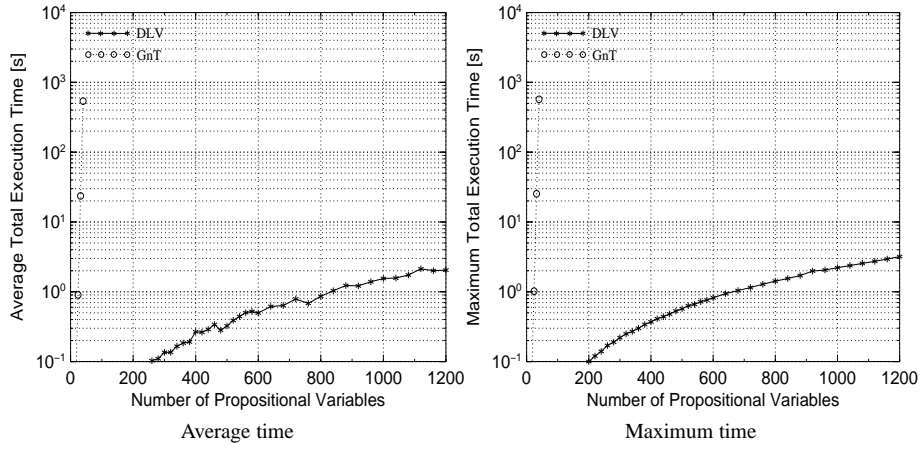 Average Total Execution Time [s]
10^4
10^3
10^2
10^1
10^0
10^-1
DLV
GnT
0 200 400 600 800 1000 1200
Number of Propositional Variables
Average time
Maximum Total Execution Time [s]
10^4
10^3
10^2
10^1
10^0
10^-1
DLV
GnT
0 200 400 600 800 1000 1200
Number of Propositional Variables
Maximum time